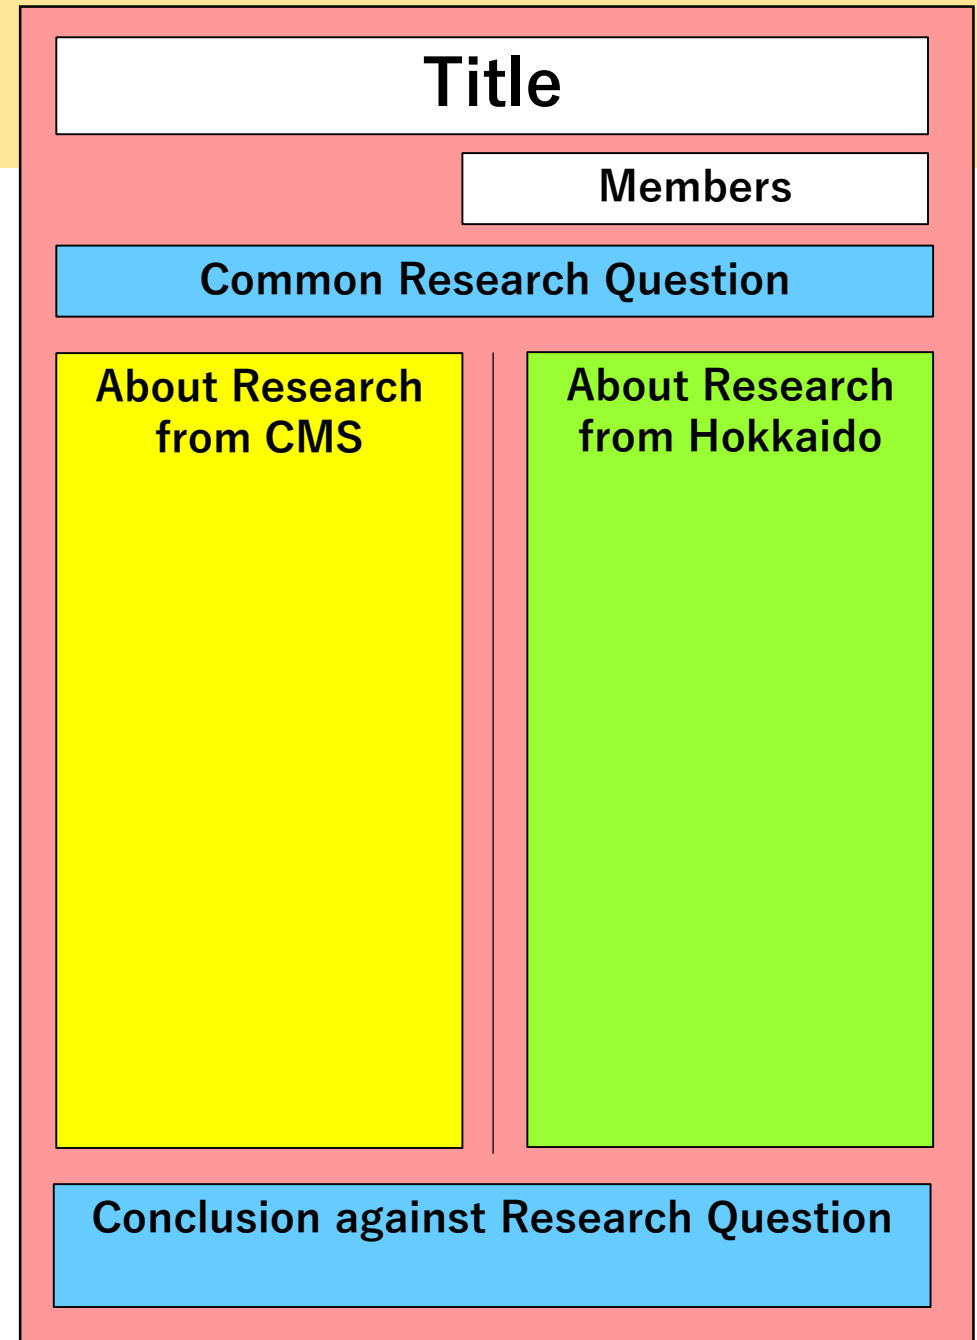 Title
Members
Common Research Question
About Research
from CMS
About Research
from Hokkaido
Conclusion against Research Question